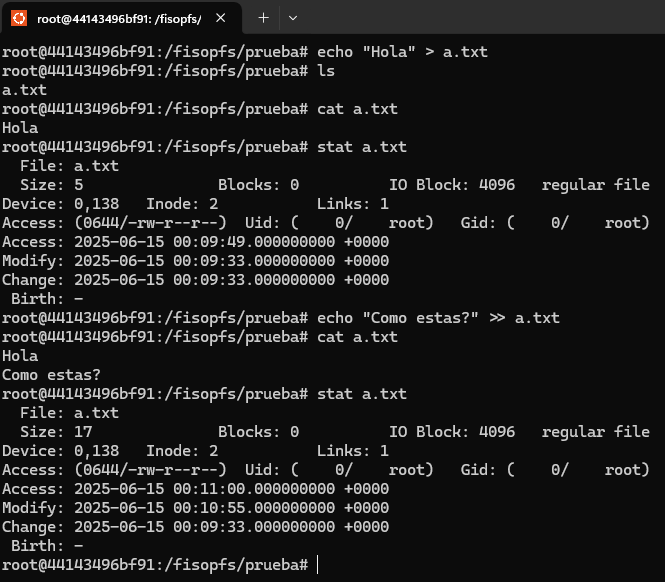 root@44143496bf91: /fisopfs/
root@44143496bf91:/fisopfs/prueba# echo "Hola" > a.txt
root@44143496bf91:/fisopfs/prueba# ls
a.txt
root@44143496bf91:/fisopfs/prueba# cat a.txt
Hola
root@44143496bf91:/fisopfs/prueba# stat a.txt
  File: a.txt
  Size: 5               Blocks: 0          IO Block: 4096   regular file
Device: 0,138   Inode: 2           Links: 1
Access: (0644/-rw-r--r--)  Uid: (    0/    root)   Gid: (    0/    root)
Access: 2025-06-15 00:09:49.000000000 +0000
Modify: 2025-06-15 00:09:33.000000000 +0000
Change: 2025-06-15 00:09:33.000000000 +0000
 Birth: -
root@44143496bf91:/fisopfs/prueba# echo "Como estas?" >> a.txt
root@44143496bf91:/fisopfs/prueba# cat a.txt
Hola
Como estas?
root@44143496bf91:/fisopfs/prueba# stat a.txt
  File: a.txt
  Size: 17              Blocks: 0          IO Block: 4096   regular file
Device: 0,138   Inode: 2           Links: 1
Access: (0644/-rw-r--r--)  Uid: (    0/    root)   Gid: (    0/    root)
Access: 2025-06-15 00:11:00.000000000 +0000
Modify: 2025-06-15 00:10:55.000000000 +0000
Change: 2025-06-15 00:09:33.000000000 +0000
 Birth: -
root@44143496bf91:/fisopfs/prueba#